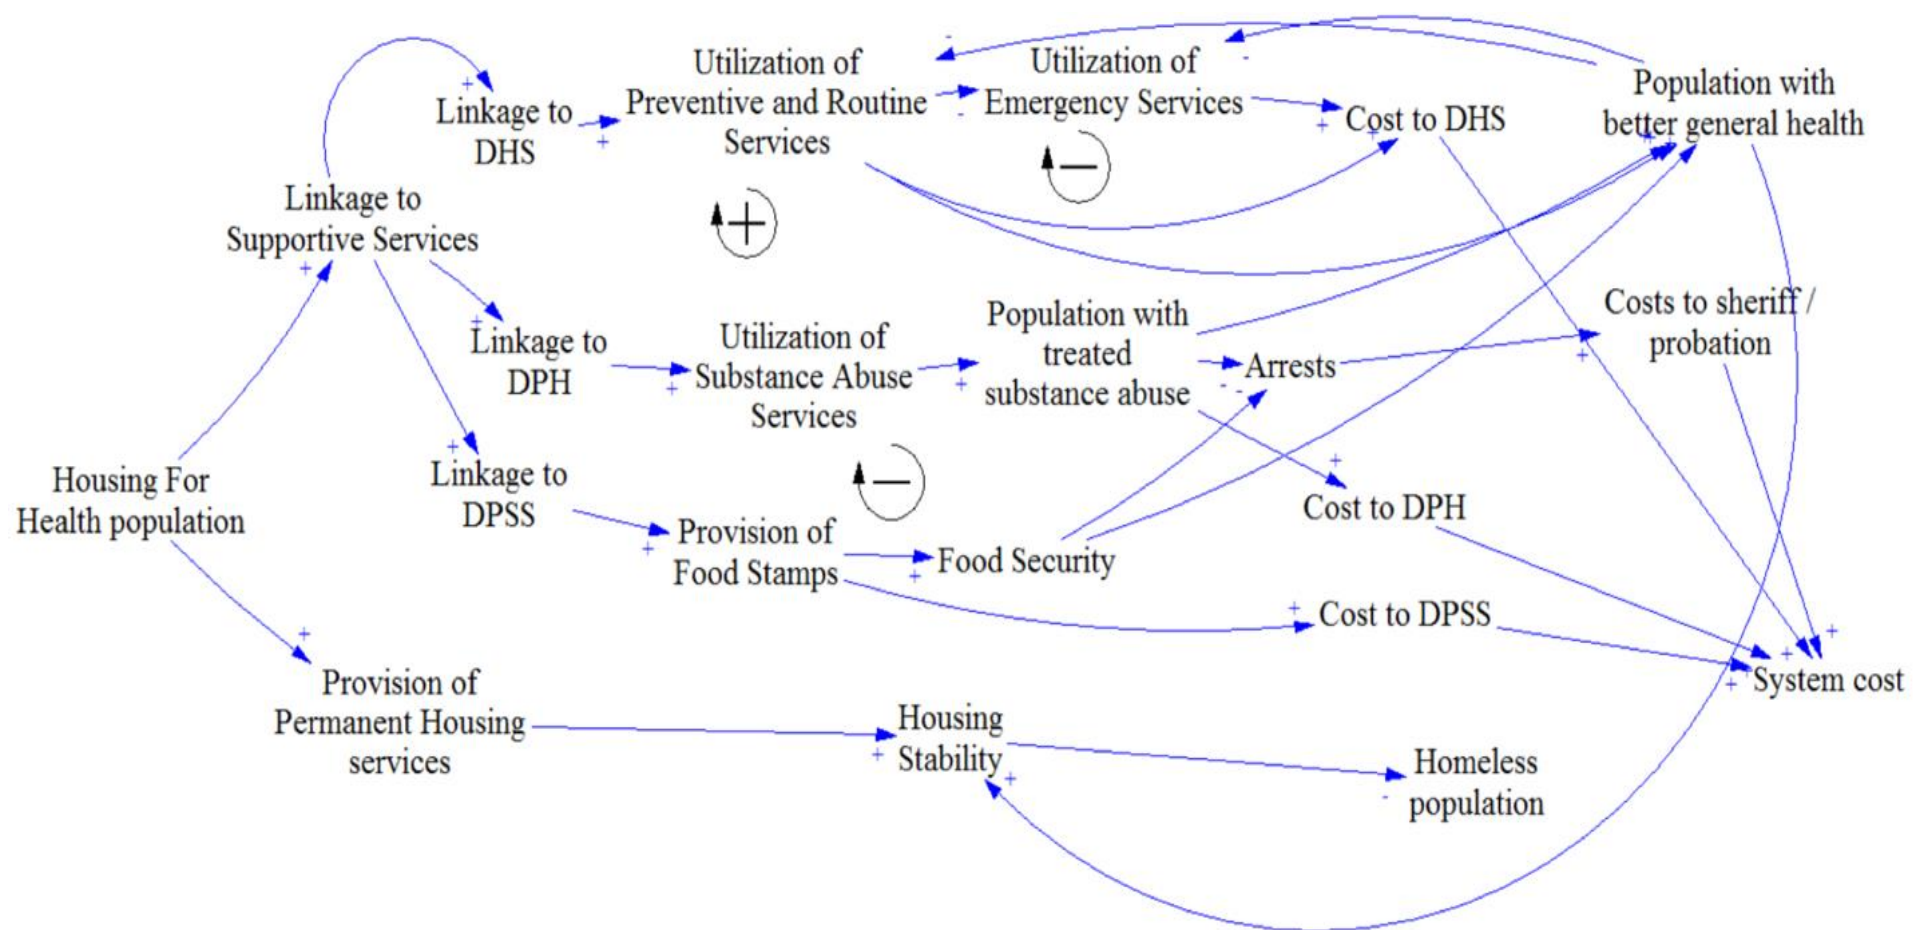 Utilization of
Preventive and Routine
Services
Utilization of
Emergency Services
Population with
better general health
Linkage to
DHS
Cost to DHS
Linkage to
Supportive Services
Linkage to
DPH
Utilization of
Substance Abuse
Services
Population with
treated
substance abuse
Arrests
Costs to sheriff /
probation
Housing For
Health population
Linkage to
DPSS
Provision of
Food Stamps
Food Security
Cost to DPH
Cost to DPSS
System cost
Provision of
Permanent Housing
services
Housing
Stability
Homeless
population